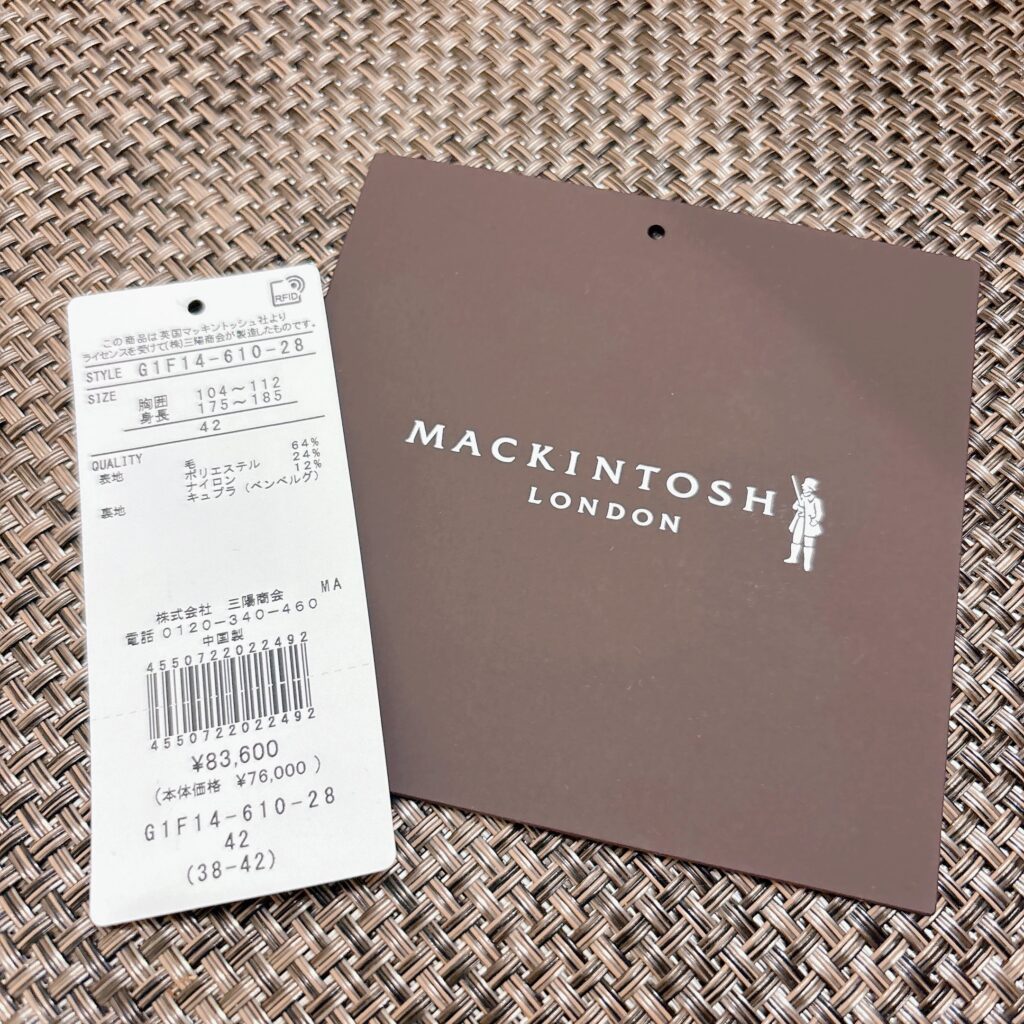 RFID
この商品は英国マッキントッシュ社より
ライセンスを受けて(株)三陽商会が製造したものです。
STYLE G1F14-610-28
SIZE
胸囲 104～112
身長 175～185
42
QUALITY
表地 毛 64%
ポリエステル 24%
ナイロン 12%
裏地 キュプラ (ベンベルグ)
MA
株式会社 三陽商会
電話 0120-340-460
中国製
4550722022492
4550722022492
¥83,600
(本体価格 ¥76,000 )
G1F14-610-28
42
(38-42)
MACKINTOSH
LONDON